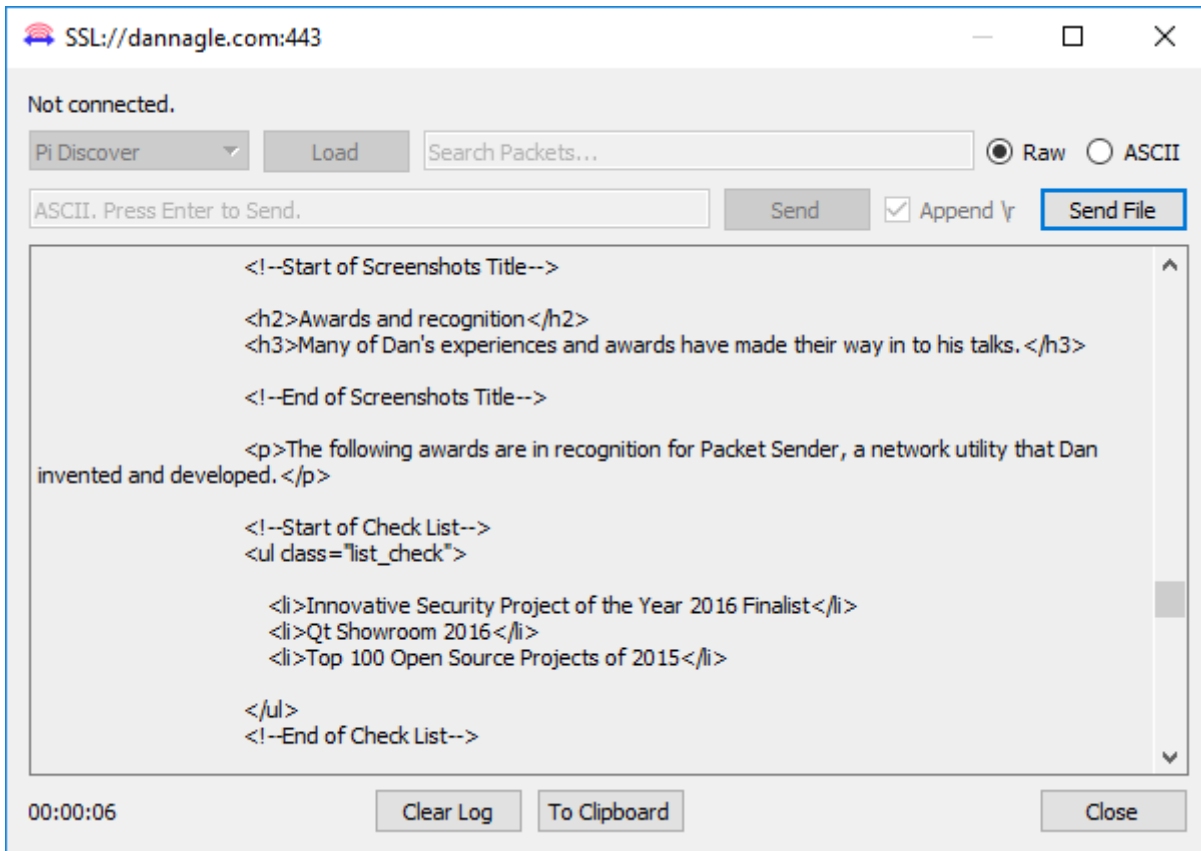 SSL://dannagle.com:443
Not connected.
Pi Discover Load Search Packets... Raw ASCII
ASCII. Press Enter to Send. Send Append \r Send File
<!--Start of Screenshots Title-->
<h2>Awards and recognition</h2>
<h3>Many of Dan's experiences and awards have made their way in to his talks.</h3>
<!--End of Screenshots Title-->
<p>The following awards are in recognition for Packet Sender, a network utility that Dan
invented and developed.</p>
<!--Start of Check List-->
<ul class="list_check">
<li>Innovative Security Project of the Year 2016 Finalist</li>
<li>Qt Showroom 2016</li>
<li>Top 100 Open Source Projects of 2015</li>
</ul>
<!--End of Check List-->
00:00:06 Clear Log To Clipboard Close